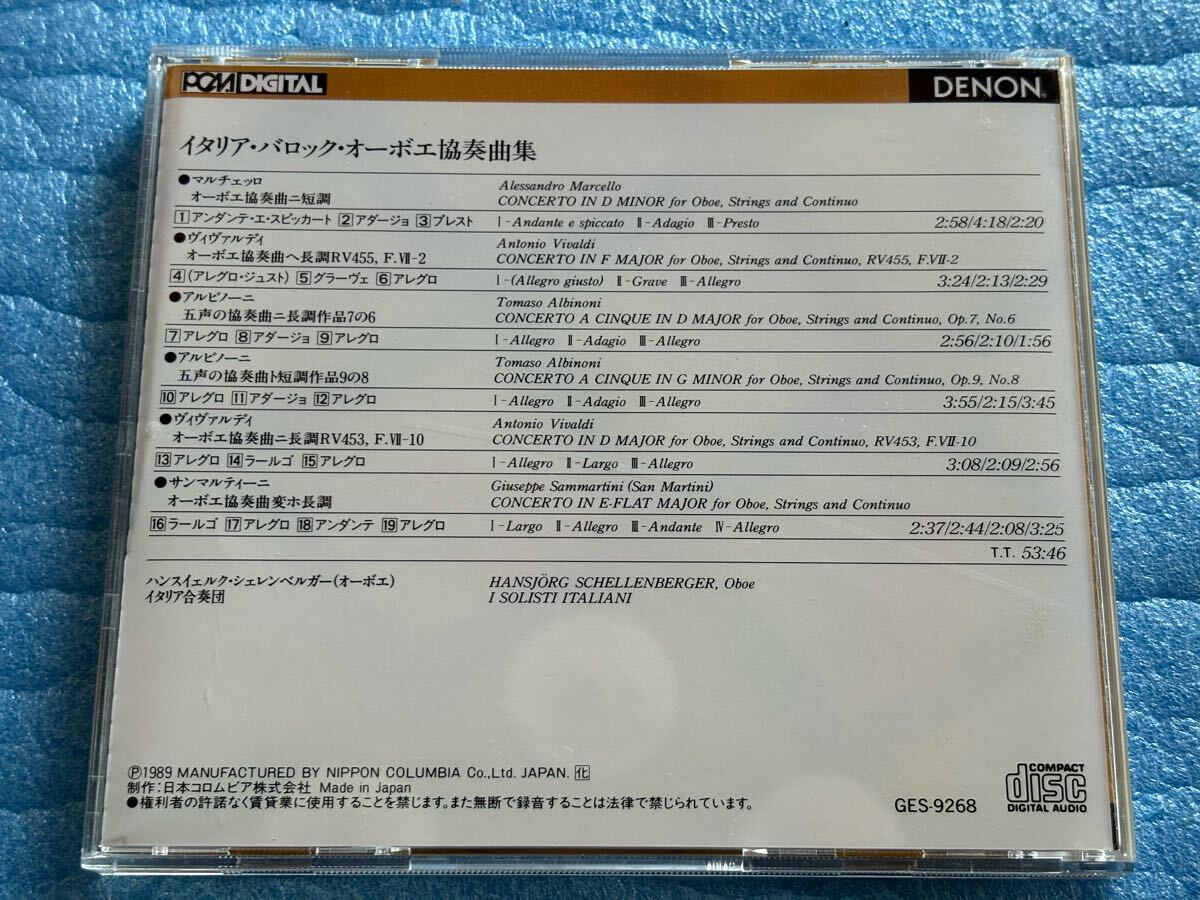 PCM DIGITAL
DENON
イタリア・バロック・オーボエ協奏曲集
●マルチェッロ
オーボエ協奏曲ニ短調
Alessandro Marcello
CONCERTO IN D MINOR for Oboe, Strings and Continuo
1アンダンテ・エ・スピッカート 2アダージョ 3プレスト I-Andante e spiccato II-Adagio III-Presto 2:58/4:18/2:20
●ヴィヴァルディ
オーボエ協奏曲ヘ長調RV455, F.VII-2
Antonio Vivaldi
CONCERTO IN F MAJOR for Oboe, Strings and Continuo, RV455, F.VII-2
4(アレグロ・ジュスト) 5グラーヴェ 6アレグロ I-(Allegro giusto) II-Grave III-Allegro 3:24/2:13/2:29
●アルビノーニ
五声の協奏曲ニ長調作品7の6
Tomaso Albinoni
CONCERTO A CINQUE IN D MAJOR for Oboe, Strings and Continuo, Op.7, No.6
7アレグロ 8アダージョ 9アレグロ I-Allegro II-Adagio III-Allegro 2:56/2:10/1:56
●アルビノーニ
五声の協奏曲ト短調作品9の8
Tomaso Albinoni
CONCERTO A CINQUE IN G MINOR for Oboe, Strings and Continuo, Op.9, No.8
10アレグロ 11アダージョ 12アレグロ I-Allegro II-Adagio III-Allegro 3:55/2:15/3:45
●ヴィヴァルディ
オーボエ協奏曲ニ長調RV453, F.VII-10
Antonio Vivaldi
CONCERTO IN D MAJOR for Oboe, Strings and Continuo, RV453, F.VII-10
13アレグロ 14ラールゴ 15アレグロ I-Allegro II-Largo III-Allegro 3:08/2:09/2:56
●サンマルティーニ
オーボエ協奏曲変ホ長調
Giuseppe Sammartini (San Martini)
CONCERTO IN E-FLAT MAJOR for Oboe, Strings and Continuo
16ラールゴ 17アレグロ 18アンダンテ 19アレグロ I-Largo II-Allegro III-Andante IV-Allegro 2:37/2:44/2:08/3:25
T.T. 53:46
ハンスイェルク・シェレンベルガー(オーボエ)
イタリア合奏団
HANSJÖRG SCHELLENBERGER, Oboe
I SOLISTI ITALIANI
Ⓟ1989 MANUFACTURED BY NIPPON COLUMBIA Co.,Ltd. JAPAN. 化
制作:日本コロムビア株式会社 Made in Japan
●権利者の許諾なく賃貸業に使用することを禁じます。また無断で録音することは法律で禁じられています。
GES-9268
COMPACT
disc
DIGITAL AUDIO